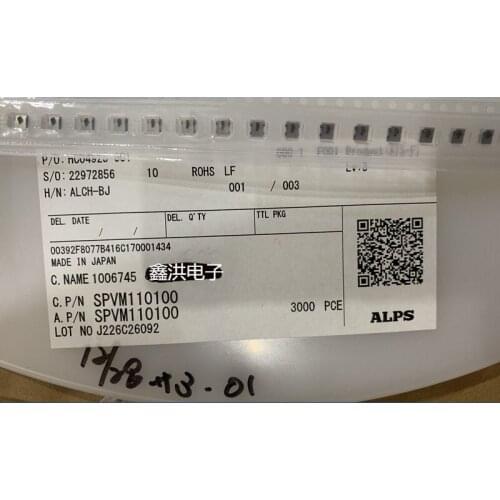 P/O: HC04920
S/O: 22972856 10 ROHS LF
H/N: ALCH-BJ 001 / 003
DEL. DATE / / DEL. Q'TY TTL PKG
00392F8077B416C170001434
MADE IN JAPAN
C. NAME 1006745 鑫洪电子
C. P/N SPVM110100
A. P/N SPVM110100 3000 PCE
LOT NO J226C26092
ALPS